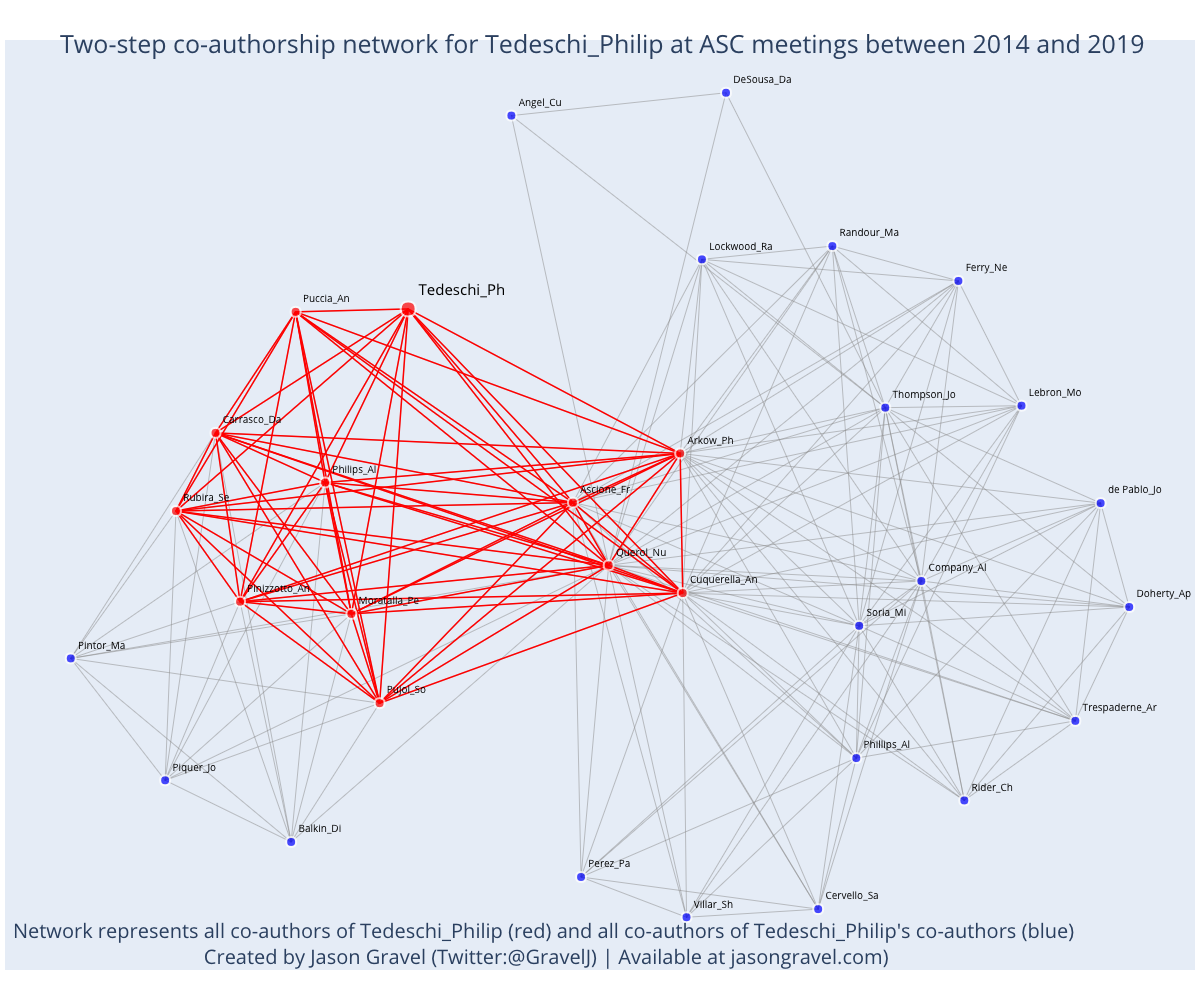 Two-step co-authorship network for Tedeschi_Philip at ASC meetings between 2014 and 2019
DeSousa_Da
Angel_Cu
Randour_Ma
Lockwood_Ra
Ferry_Ne
Tedeschi_Ph
Puccia_An
Thompson_Jo
Lebron_Mo
Carrasco_Da
Arkow_Ph
Philips_Al
Ascione_Fr
de Pablo_Jo
Rubira_Se
Querol_Nu
Company_Al
Cuquerella_An
Pinizzotto_An
Doherty_Ap
Moratalla_Pe
Soria_Mi
Pintor_Ma
Pujol_So
Trespaderne_Ar
Phillips_Al
Piquer_Jo
Rider_Ch
Balkin_Di
Perez_Pa
Cervello_Sa
Villar_Sh
Network represents all co-authors of Tedeschi_Philip (red) and all co-authors of Tedeschi_Philip's co-authors (blue)
Created by Jason Gravel (Twitter:@GravelJ) | Available at jasongravel.com)